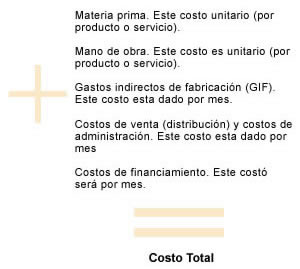 Materia prima. Este costo unitario (por
producto o servicio).
Mano de obra. Este costo es unitario (por
producto o servicio).
Gastos indirectos de fabricación (GIF).
Este costo esta dado por mes.
Costos de venta (distribución) y costos de
administración. Este costo esta dado por
mes
Costos de financiamiento. Este costó
será por mes.
Costo Total